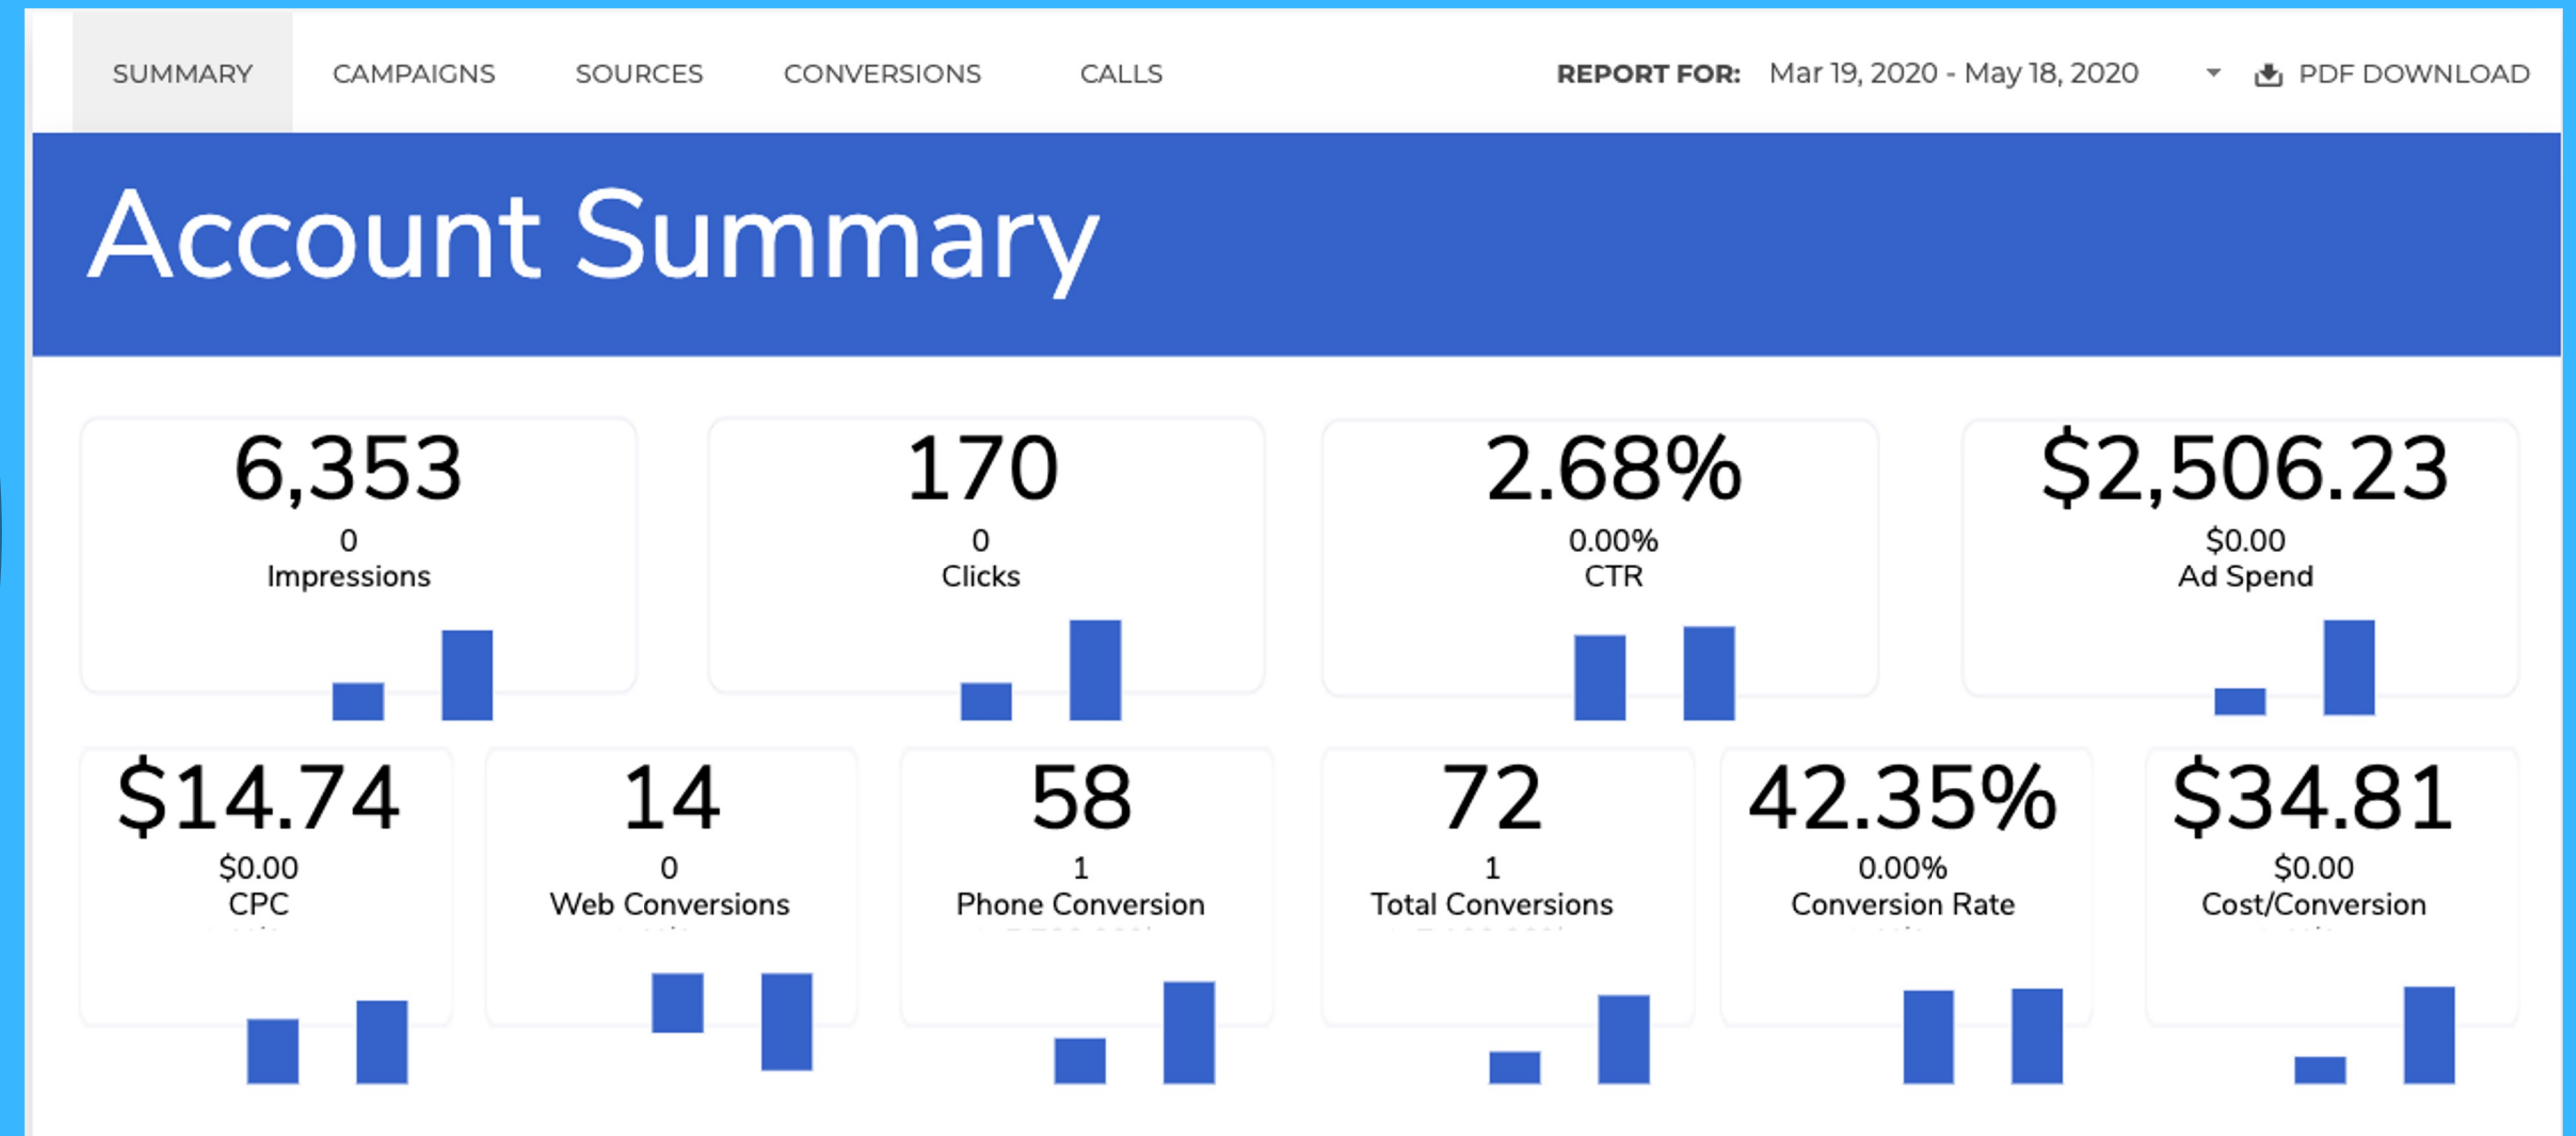 SUMMARY CAMPAIGNS SOURCES CONVERSIONS CALLS REPORT FOR: Mar 19, 2020 - May 18, 2020 PDF DOWNLOAD
Account Summary
6,353
0
Impressions
170
0
Clicks
2.68%
0.00%
CTR
$2,506.23
$0.00
Ad Spend
$14.74
$0.00
CPC
14
0
Web Conversions
58
1
Phone Conversion
72
1
Total Conversions
42.35%
0.00%
Conversion Rate
$34.81
$0.00
Cost/Conversion